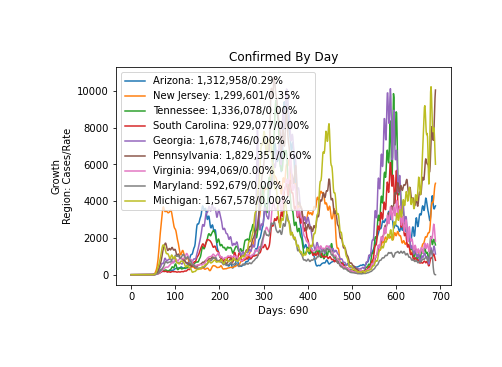 Confirmed By Day
Growth
Region: Cases/Rate
10000
8000
6000
4000
2000
0
Arizona: 1,312,958/0.29%
New Jersey: 1,299,601/0.35%
Tennessee: 1,336,078/0.00%
South Carolina: 929,077/0.00%
Georgia: 1,678,746/0.00%
Pennsylvania: 1,829,351/0.60%
Virginia: 994,069/0.00%
Maryland: 592,679/0.00%
Michigan: 1,567,578/0.00%
0 100 200 300 400 500 600 700
Days: 690